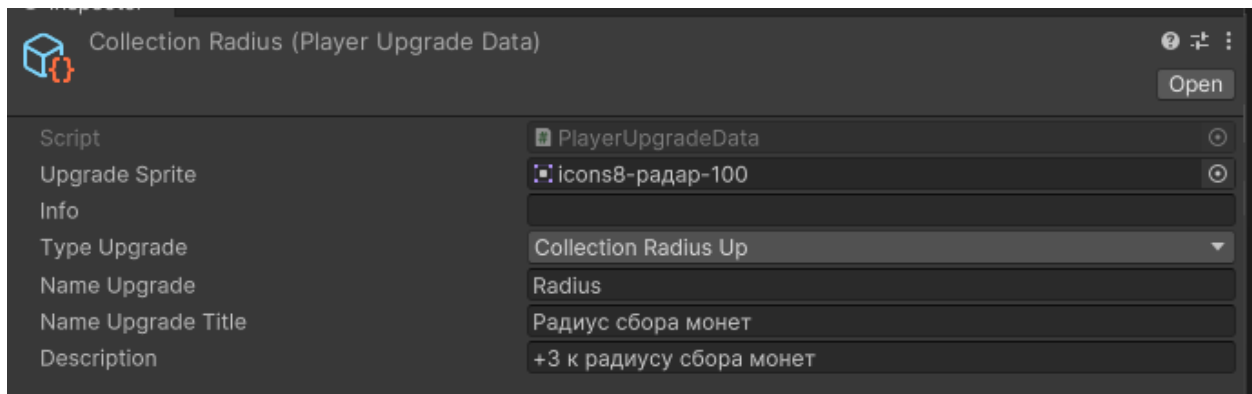 Inspector
Collection Radius (Player Upgrade Data)
Open
Script PlayerUpgradeData
Upgrade Sprite icons8-радар-100
Info
Type Upgrade Collection Radius Up
Name Upgrade Radius
Name Upgrade Title Радиус сбора монет
Description +3 к радиусу сбора монет